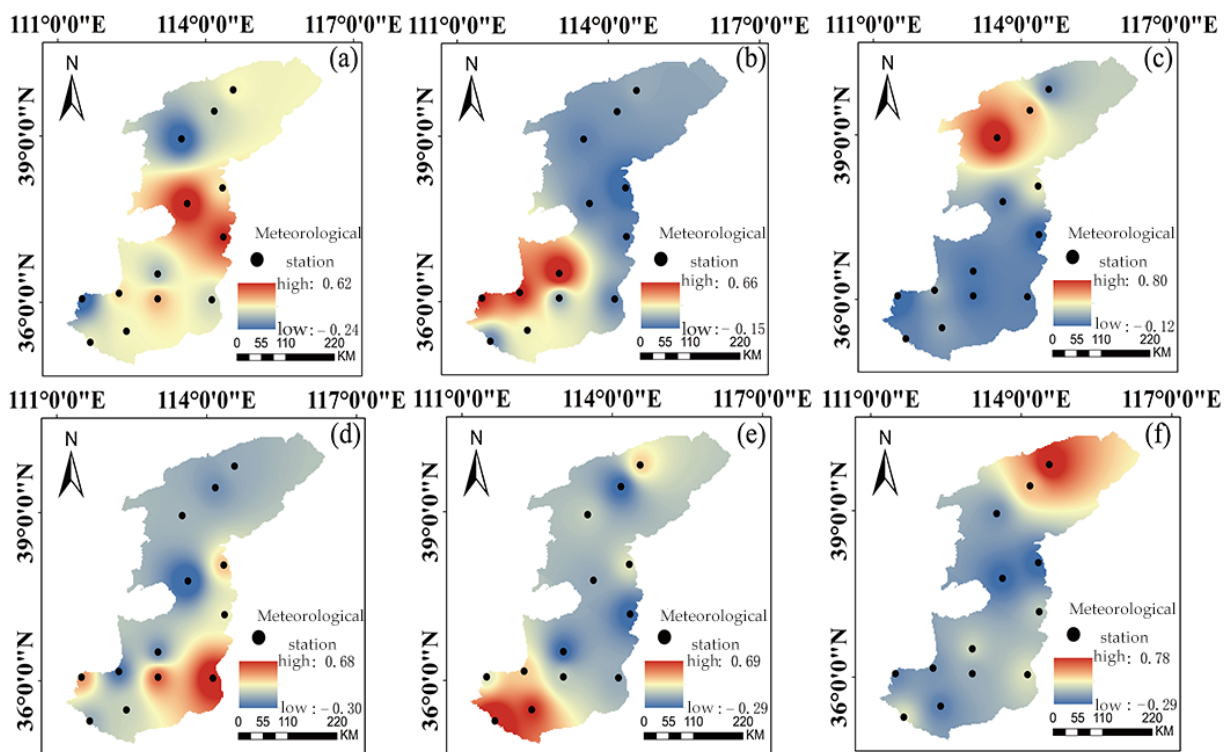 111°0'0"E 114°0'0"E 117°0'0"E
(a)
N
39°0'0"N
36°0'0"N
Meteorological
station
high: 0.62
low:-0.24
0 55 110 220
KM
111°0'0"E 114°0'0"E 117°0'0"E
(b)
N
39°0'0"N
36°0'0"N
Meteorological
station
high: 0.66
low:-0.15
0 55 110 220
KM
111°0'0"E 114°0'0"E 117°0'0"E
(c)
N
39°0'0"N
36°0'0"N
Meteorological
station
high: 0.80
low:-0.12
0 55 110 220
KM
111°0'0"E 114°0'0"E 117°0'0"E
(d)
N
39°0'0"N
36°0'0"N
Meteorological
station
high: 0.68
low:-0.30
0 55 110 220
KM
111°0'0"E 114°0'0"E 117°0'0"E
(e)
N
39°0'0"N
36°0'0"N
Meteorological
station
high: 0.69
low:-0.29
0 55 110 220
KM
111°0'0"E 114°0'0"E 117°0'0"E
(f)
N
39°0'0"N
36°0'0"N
Meteorological
station
high: 0.78
low:-0.29
0 55 110 220
KM